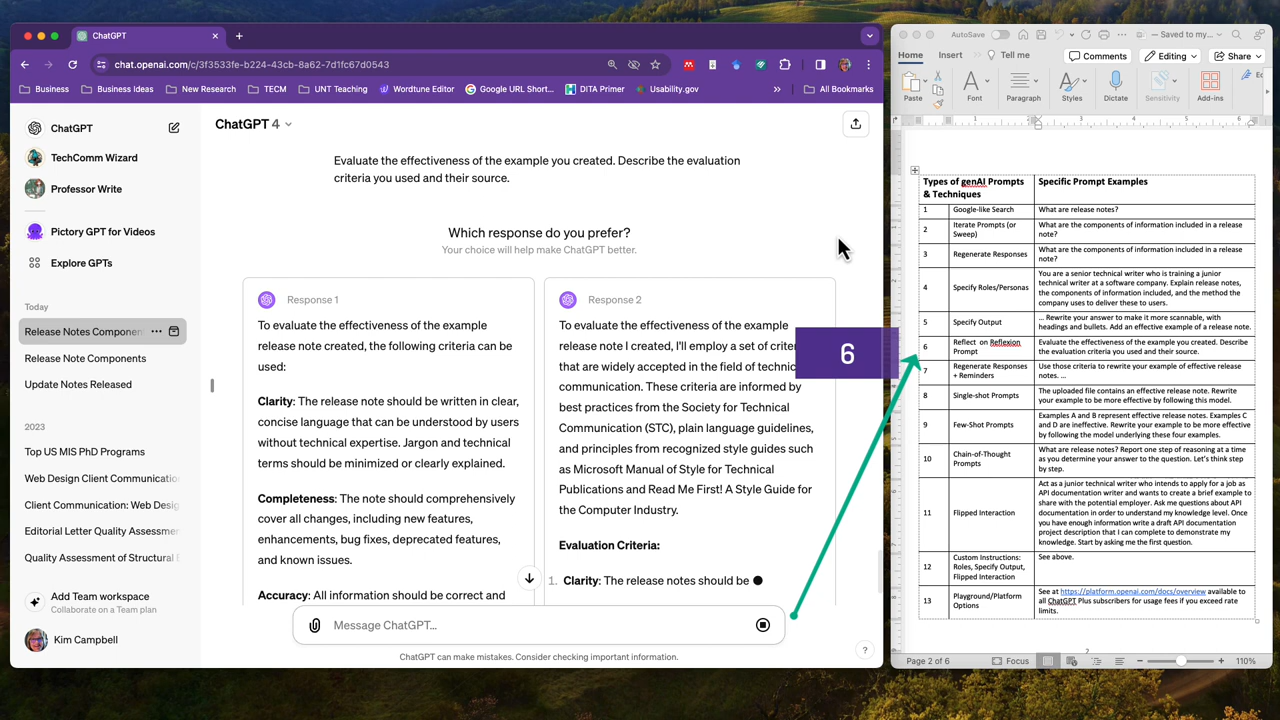 ChatGPT
chat.openai.com/c/5f0d33fe-b224-43cb-8a62-7d1fc67d0543
Business
Business Ideas
New Research
TECM
AI Teaching
Wordtune Editor
Google URL Short...
DITA Primer
Usability.gov
All Bookmarks
ChatGPT
TechComm Wizard
Professor Write
Pictory GPT for Videos
Explore GPTs
Today
Release Notes Componen
Release Note Components
Update Notes Released
2023
Top US MIS PhD Programs
Web Design Client Communicatio
Client Communication: Web Desig
Editorial Letter Quality Assessmer
Quality Assessment of Structural E
Add Team workspace
Collaborate on a Team plan
Kim Campbell
ChatGPT 4
Evaluate the effectiveness of the example you created. Describe the evaluation
criteria you used and their source.
Which response do you prefer?
Your choice will help make ChatGPT better.
Response 1
To evaluate the effectiveness of the example
release note created, the following criteria can be
used:
Clarity: The release note should be written in clear,
concise language that can be understood by users
without technical expertise. Jargon and technical
terms should be minimized or clearly explained.
Completeness: The note should comprehensively
cover all changes, including new features,
enhancements, bug fixes, deprecated features,
and known issues.
Accuracy: All information should be correct and
Response 2
To evaluate the effectiveness of the example
release note I created, I'll employ a set of criter
that are widely accepted in the field of technic
communication. These criteria are informed by
best practices from the Society for Technical
Communication (STC), plain language guidelines,
and principles from recognized style guides such
as Microsoft Manual of Style for Technical
Publications and Read Me First! A Style Guide for
the Computer Industry.
Evaluation Criteria:
1. Clarity: The release notes should be
Message ChatGPT...
ChatGPT can make mistakes. Consider checking important information.
?
6
AutoSave
— Saved to my...
Home
Insert
Tell me
Comments
Editing
Share
Paste
Font
Paragraph
Styles
Dictate
Sensitivity
Add-ins
Types of genAI Prompts
& Techniques
Specific Prompt Examples
1 Google-like Search What are release notes?
2 Iterate Prompts (or
Sweep)
What are the components of information included in a release
note?
3 Regenerate Responses
What are the components of information included in a release
note?
4 Specify Roles/Personas
You are a senior technical writer who is training a junior
technical writer at a software company. Explain release notes,
the components of information included, and the method the
company uses to deliver these to users.
5 Specify Output
... Rewrite your answer to make it more scannable, with
headings and bullets. Add an effective example of a release note.
6 Reflect on Reflexion
Prompt
Evaluate the effectiveness of the example you created. Describe
the evaluation criteria you used and their source.
7 Regenerate Responses
+ Reminders
Use those criteria to rewrite your example of effective release
notes. ...
8 Single-shot Prompts
The uploaded file contains an effective release note. Rewrite
your example to be more effective by following this model.
9 Few-Shot Prompts
Examples A and B represent effective release notes. Examples C
and D are ineffective. Rewrite your example to be more effective
by following the model underlying these four examples.
10 Chain-of-Thought
Prompts
What are release notes? Report one step of reasoning at a time
as you determine your answer to the question. Let's think step
by step.
11 Flipped Interaction
Act as a junior technical writer who intends to apply for a job as
API documentation writer and wants to create a brief example to
share with the potential employer. Ask me questions about API
documentation in order to understand my knowledge level. Once
you have enough information write a draft API documentation
project description that I can complete to demonstrate my
knowledge. Start by asking me the first question.
12 Custom Instructions:
Roles, Specify Output,
Flipped Interaction
See above.
13 Playground/Platform
Options
See at https://platform.openai.com/docs/overview available to
all ChatGPT Plus subscribers for usage fees if you exceed rate
limits.
Page 2 of 6
Focus
110%